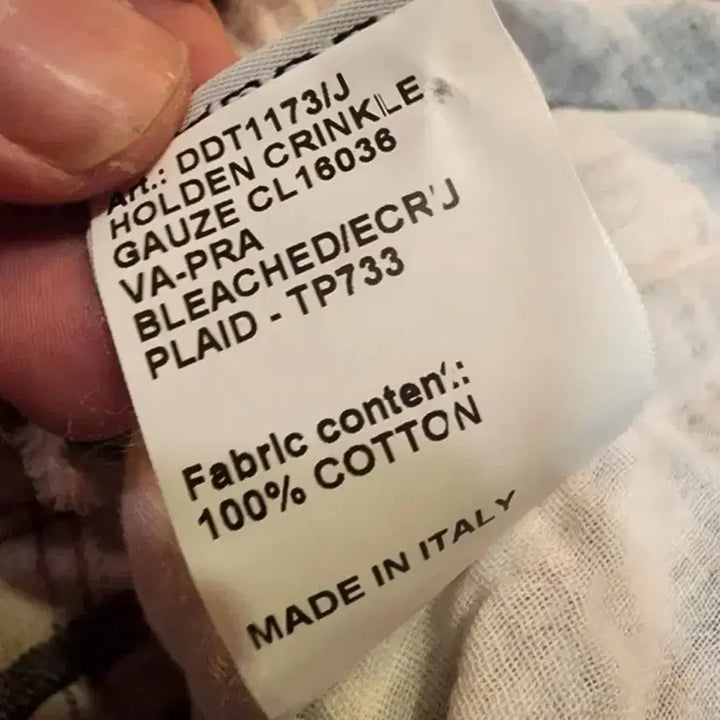 Art.: DDT1173/J
HOLDEN CRINKLE
GAUZE CL16036
VA-PRA
BLEACHED/ECRU
PLAID - TP733
Fabric content:
100% COTTON
MADE IN ITALY